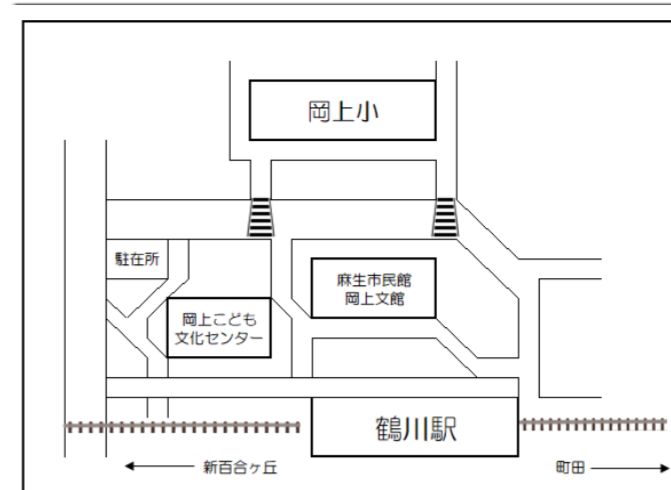 岡上小
駐在所
麻生市民館
岡上文館
岡上こども
文化センター
鶴川駅
新百合ヶ丘
町田